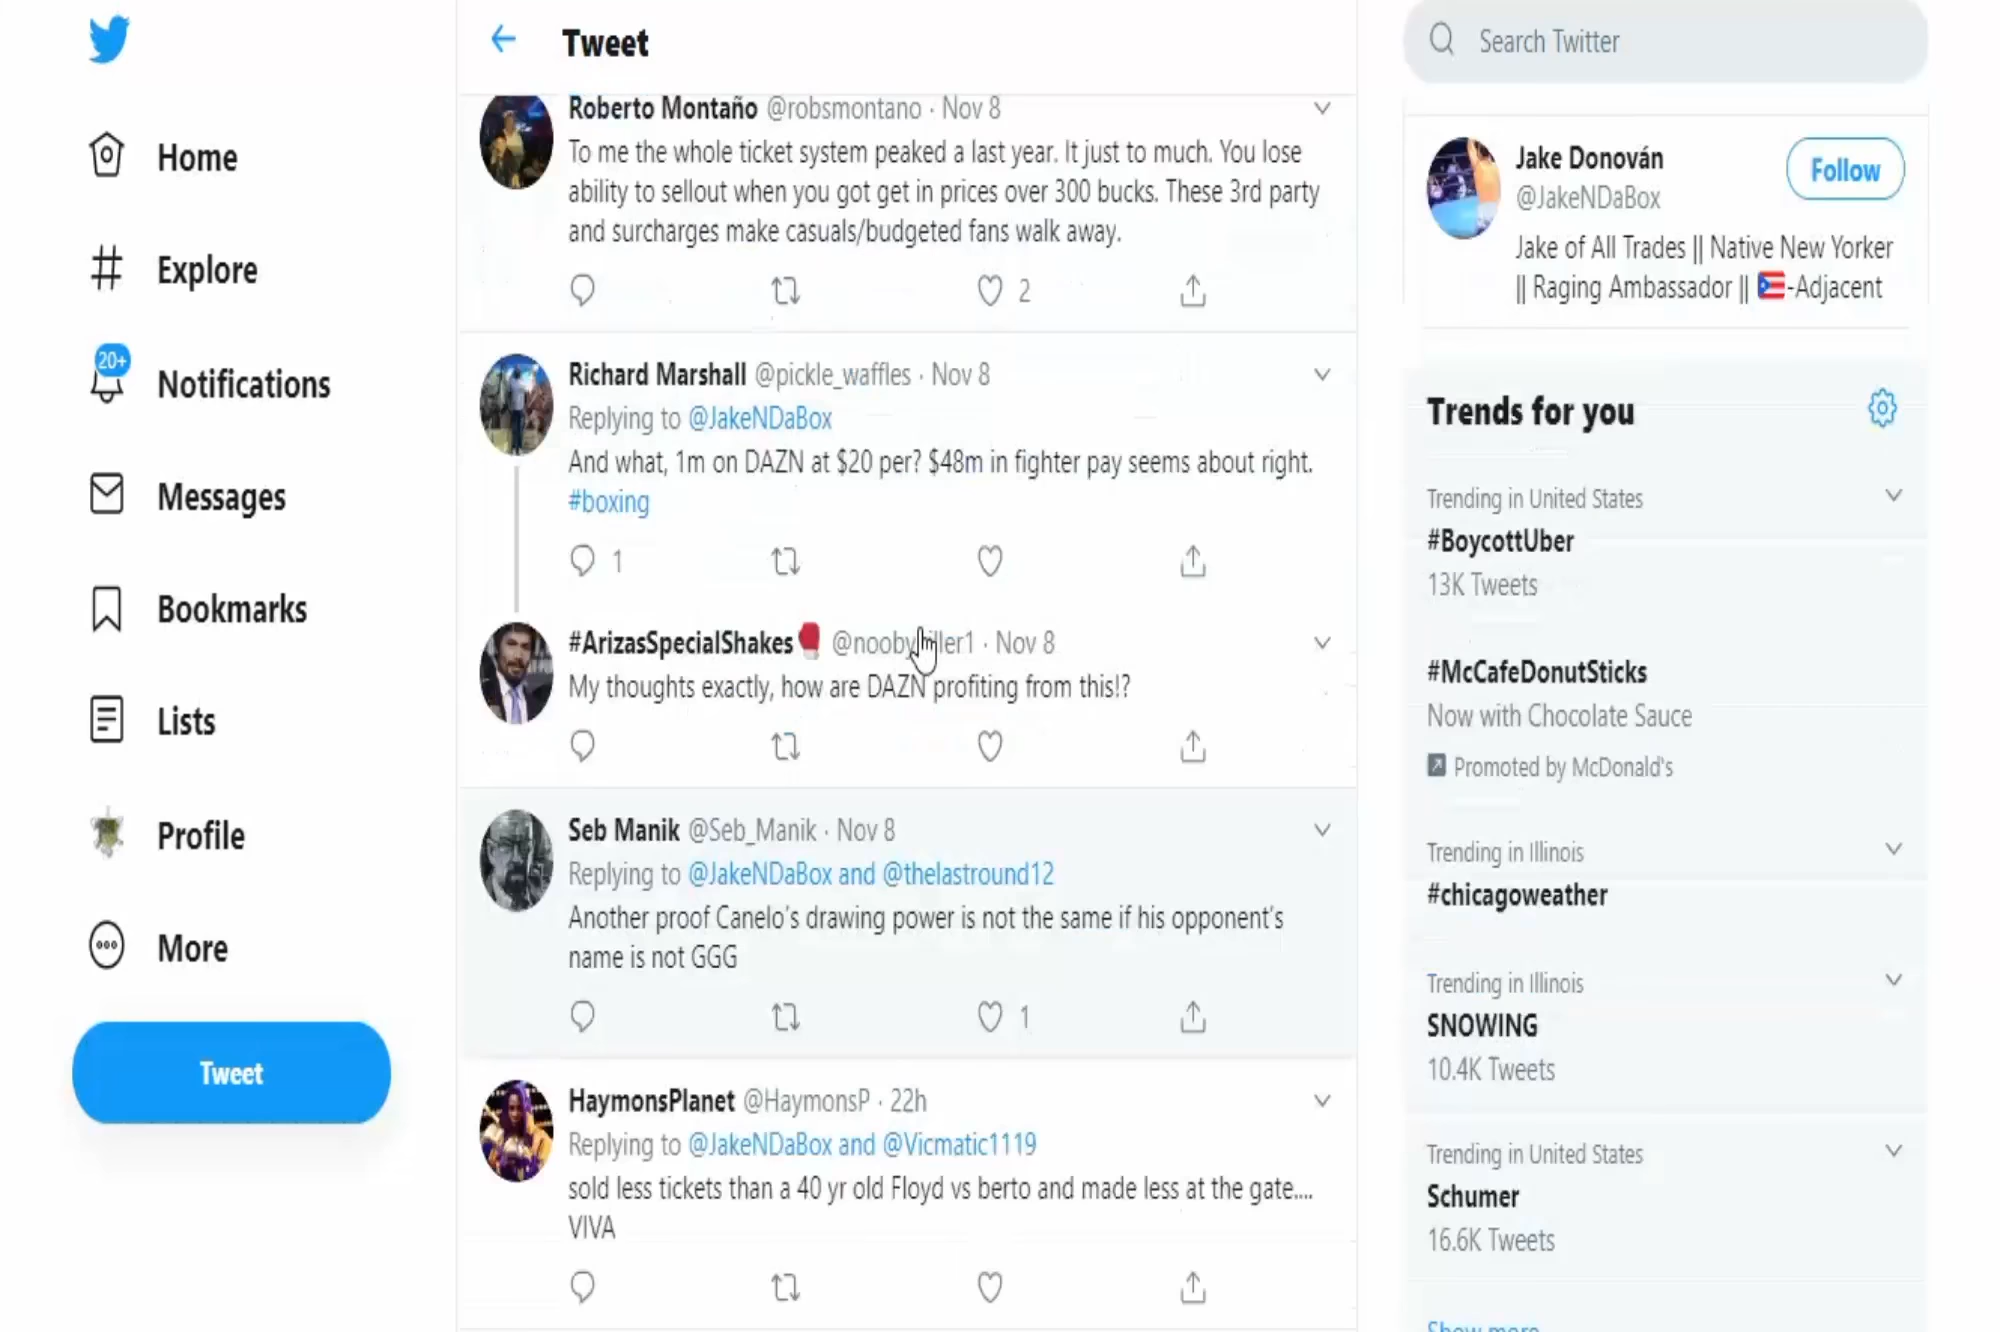 Home
Explore
20+
Notifications
Messages
Bookmarks
Lists
Profile
More
Tweet
Tweet
Roberto Montaño @robsmontano · Nov 8
To me the whole ticket system peaked a last year. It just to much. You lose
ability to sellout when you got get in prices over 300 bucks. These 3rd party
and surcharges make casuals/budgeted fans walk away.
2
Richard Marshall @pickle_waffles · Nov 8
Replying to @JakeNDaBox
And what, 1m on DAZN at $20 per? $48m in fighter pay seems about right.
#boxing
1
#ArizasSpecialShakes · Nov 8
My thoughts exactly, how are DAZN profiting from this!?
Seb Manik @Seb_Manik · Nov 8
Replying to @JakeNDaBox and @thelastround12
Another proof Canelo's drawing power is not the same if his opponent's
name is not GGG
1
HaymonsPlanet @HaymonsP · 22h
Replying to @JakeNDaBox and @Vicmatic1119
sold less tickets than a 40 yr old Floyd vs berto and made less at the gate....
VIVA
Search Twitter
Jake Donován
@JakeNDaBox
Follow
Jake of All Trades || Native New Yorker
|| Raging Ambassador || 🇵🇷-Adjacent
Trends for you
Trending in United States
#BoycottUber
13K Tweets
#McCafeDonutSticks
Now with Chocolate Sauce
Promoted by McDonald's
Trending in Illinois
#chicagoweather
Trending in Illinois
SNOWING
10.4K Tweets
Trending in United States
Schumer
16.6K Tweets
Show more